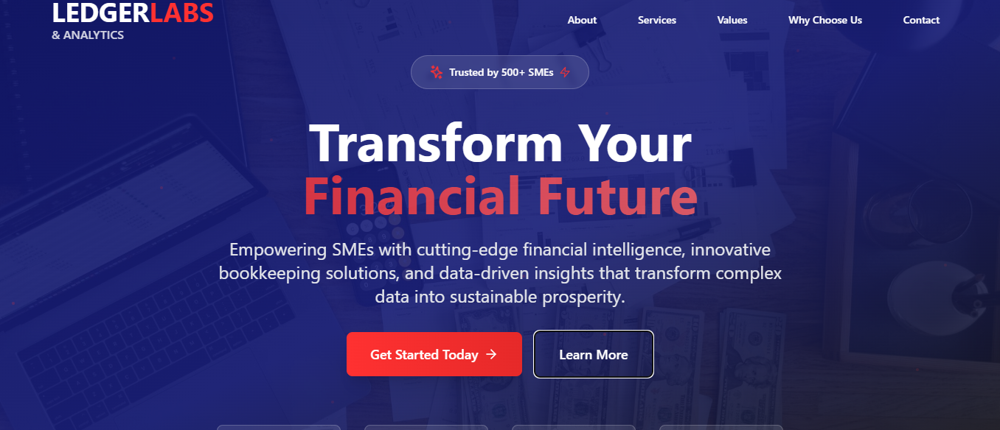 LEDGERLABS
& ANALYTICS
About Services Values Why Choose Us Contact
Trusted by 500+ SMEs
Transform Your
Financial Future
Empowering SMEs with cutting-edge financial intelligence, innovative
bookkeeping solutions, and data-driven insights that transform complex
data into sustainable prosperity.
Get Started Today →
Learn More